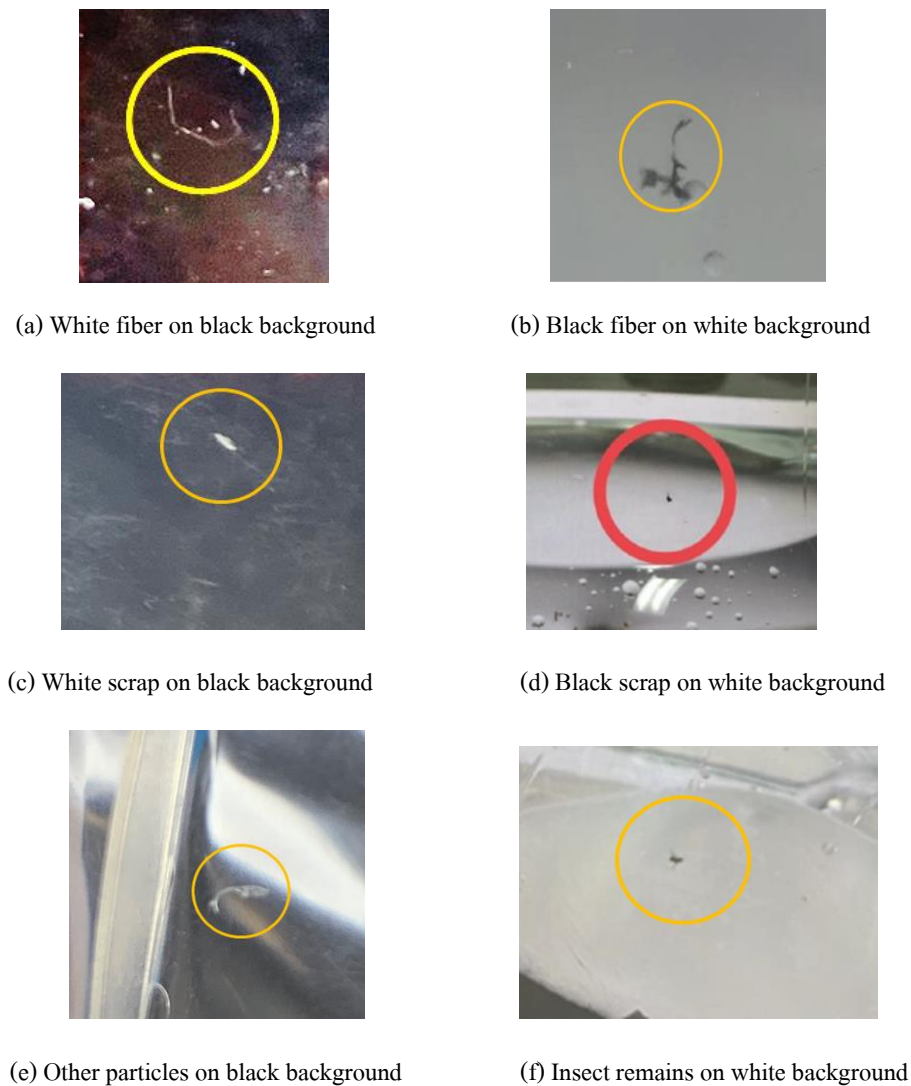 (a) White fiber on black background
(b) Black fiber on white background
(c) White scrap on black background
(d) Black scrap on white background
(e) Other particles on black background
(f) Insect remains on white background